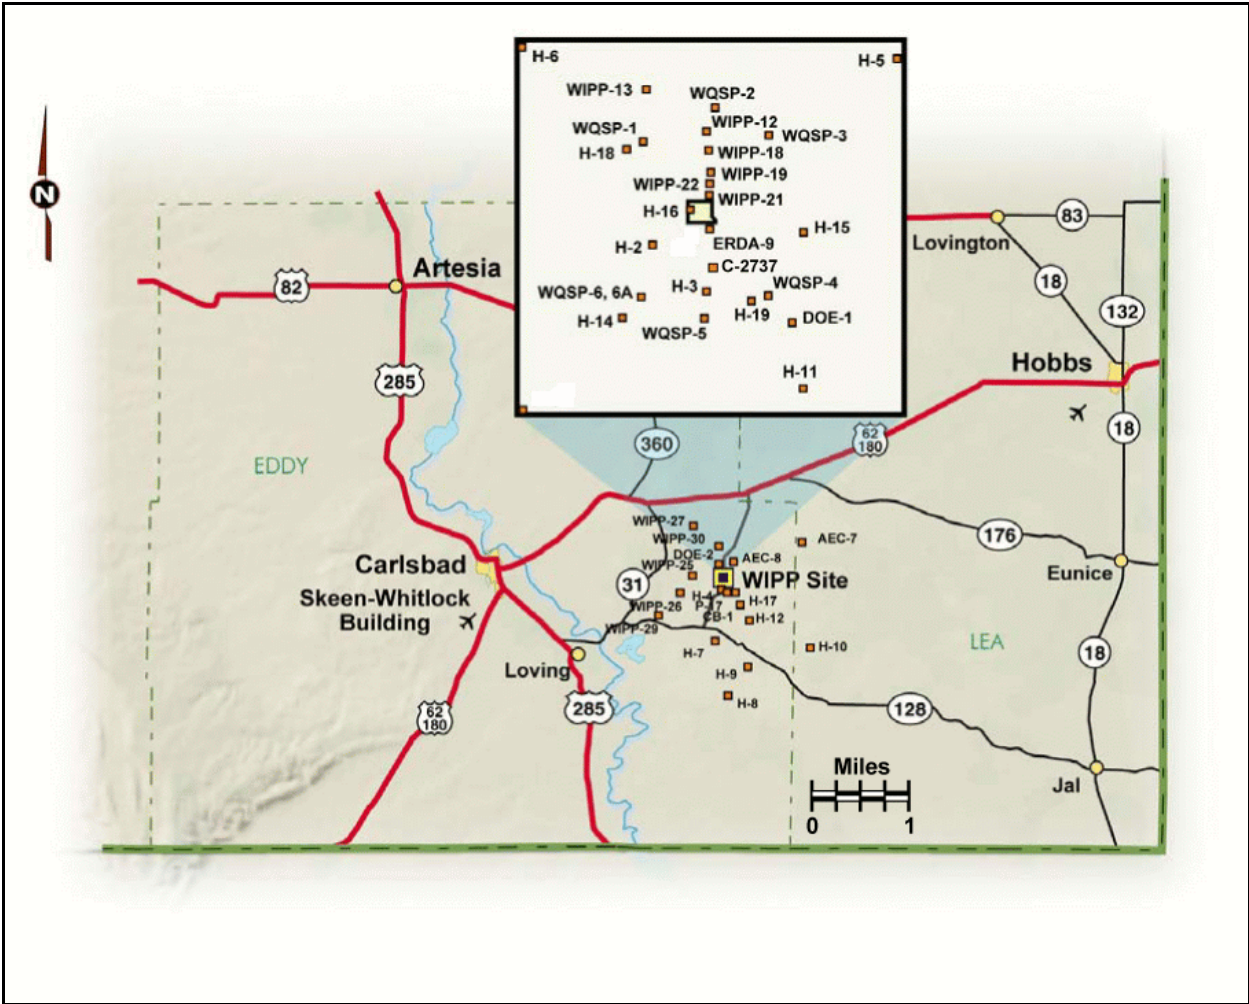 H-6
H-5
WIPP-13
WQSP-2
WIPP-12
WQSP-1
WQSP-3
H-18
WIPP-18
WIPP-19
WIPP-22
WIPP-21
N
H-16
83
H-15
Lovington
H-2
ERDA-9
Artesia
C-2737
18
82
H-3
WQSP-4
WQSP-6, 6A
132
H-19
H-14
DOE-1
WQSP-5
Hobbs
285
H-11
18
360
62
180
EDDY
WIPP-27
176
WIPP-30
AEC-7
DOE-2
AEC-8
Carlsbad
WIPP-25
Eunice
WIPP Site
31
Skeen-Whitlock
Building
H-4
H-17
WIPP-26
P-17
CB-1
H-12
WIPP-29
LEA
H-7
H-10
18
Loving
H-9
H-8
285
128
62
180
Miles
Jal
0 1